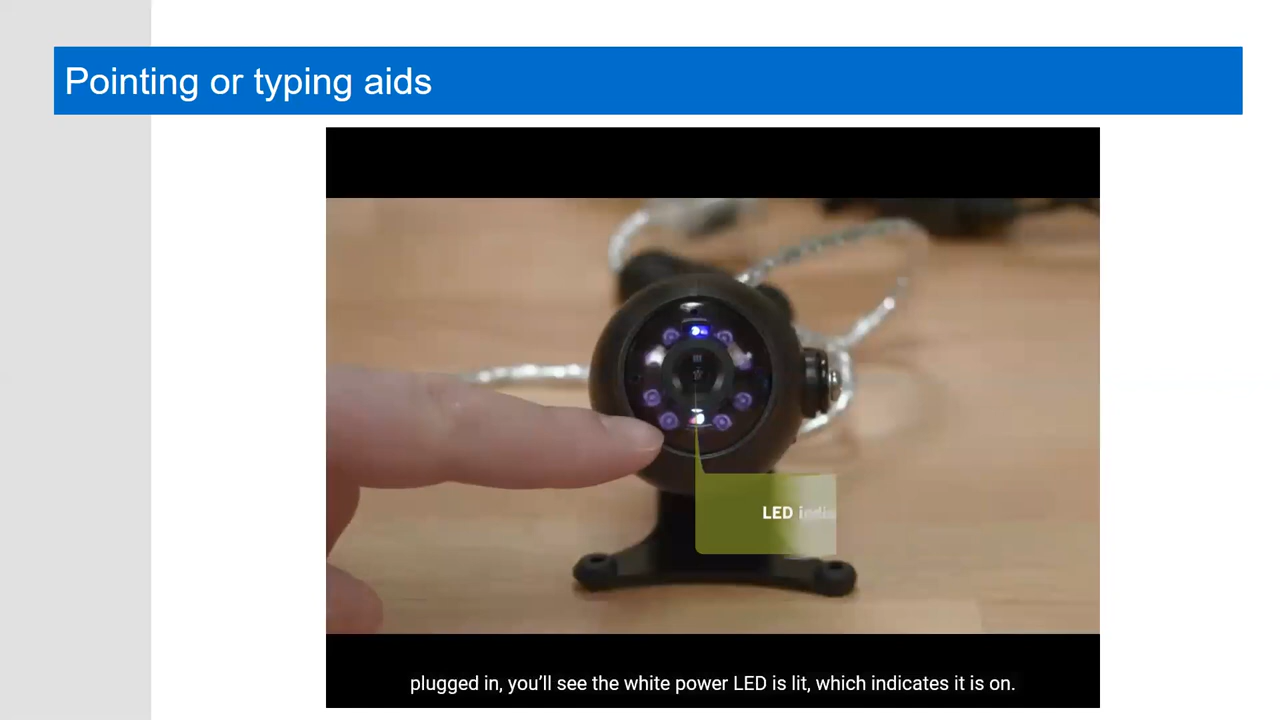 Pointing or typing aids
LED
plugged in, you'll see the white power LED is lit, which indicates it is on.